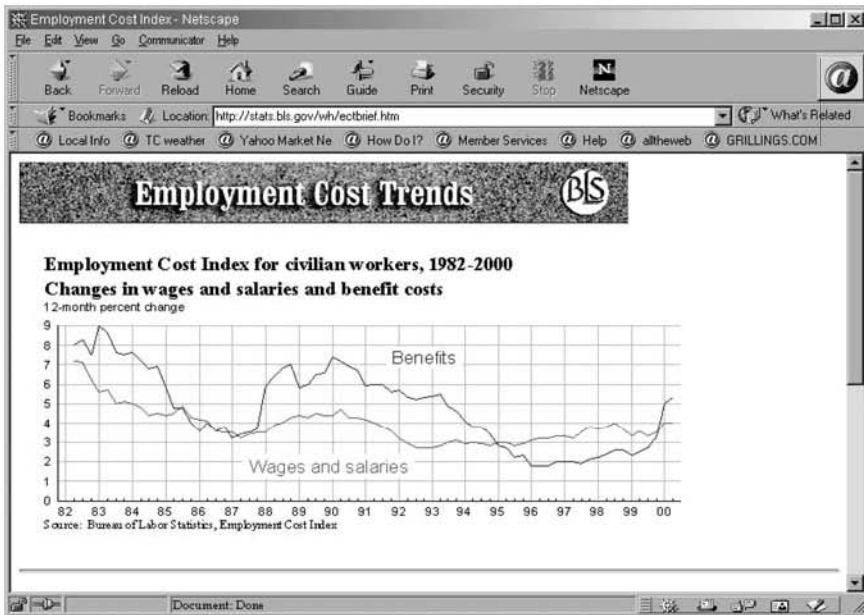 Employment Cost Index - Netscape
File Edit View Go Communicator Help
Back Forward Reload Home Search Guide Print Security Stop Netscape
Bookmarks Location: http://stats.bls.gov/wh/ectbrief.htm What's Related
Local Info TC weather Yahoo Market Ne How Do I? Member Services Help alltheweb GRILLINGS.COM
Employment Cost Trends BLS
Employment Cost Index for civilian workers, 1982-2000
Changes in wages and salaries and benefit costs
12-month percent change
9
8
7
6
5
4
3
2
1
0
Benefits
Wages and salaries
82 83 84 85 86 87 88 89 90 91 92 93 94 95 96 97 98 99 00
Source: Bureau of Labor Statistics, Employment Cost Index
Document: Done